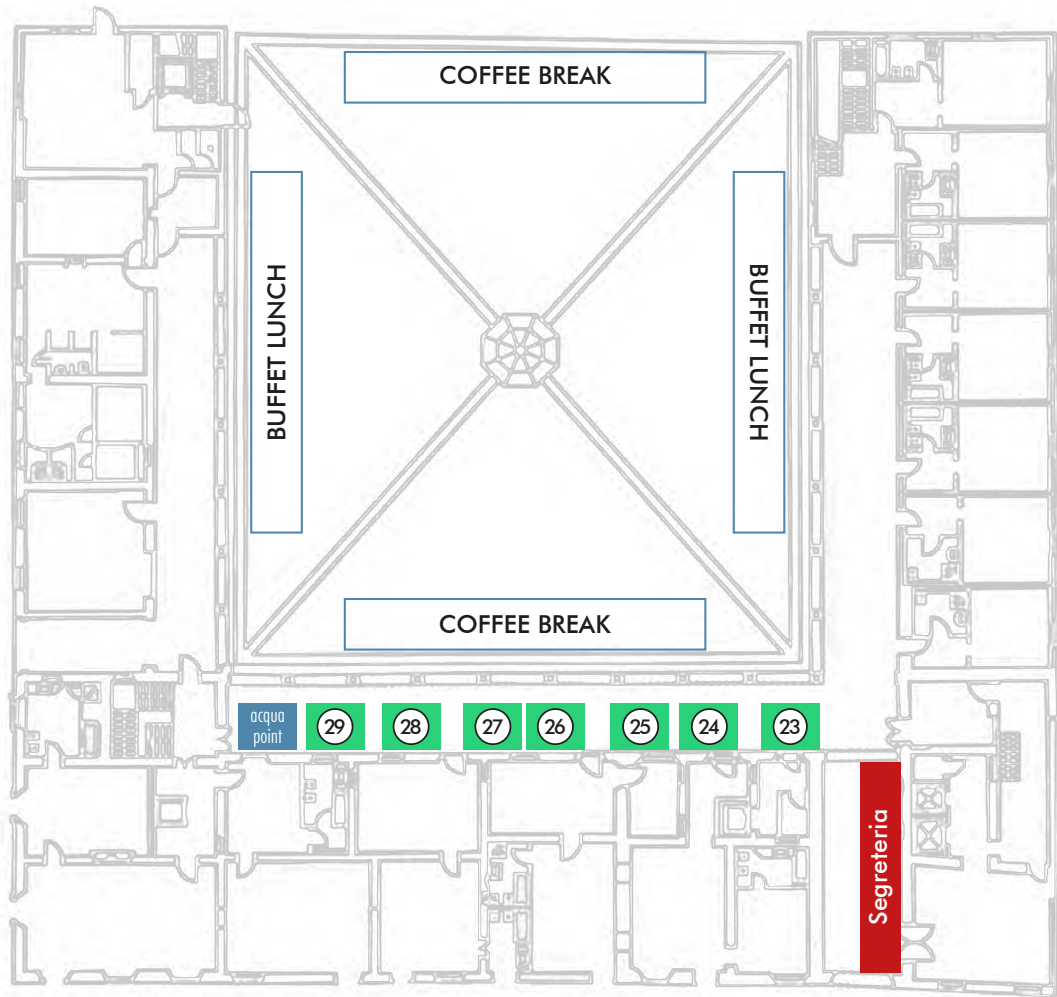 COFFEE BREAK
BUFFET LUNCH
BUFFET LUNCH
COFFEE BREAK
acqua
point
29
28
27
26
25
24
23
Segreteria